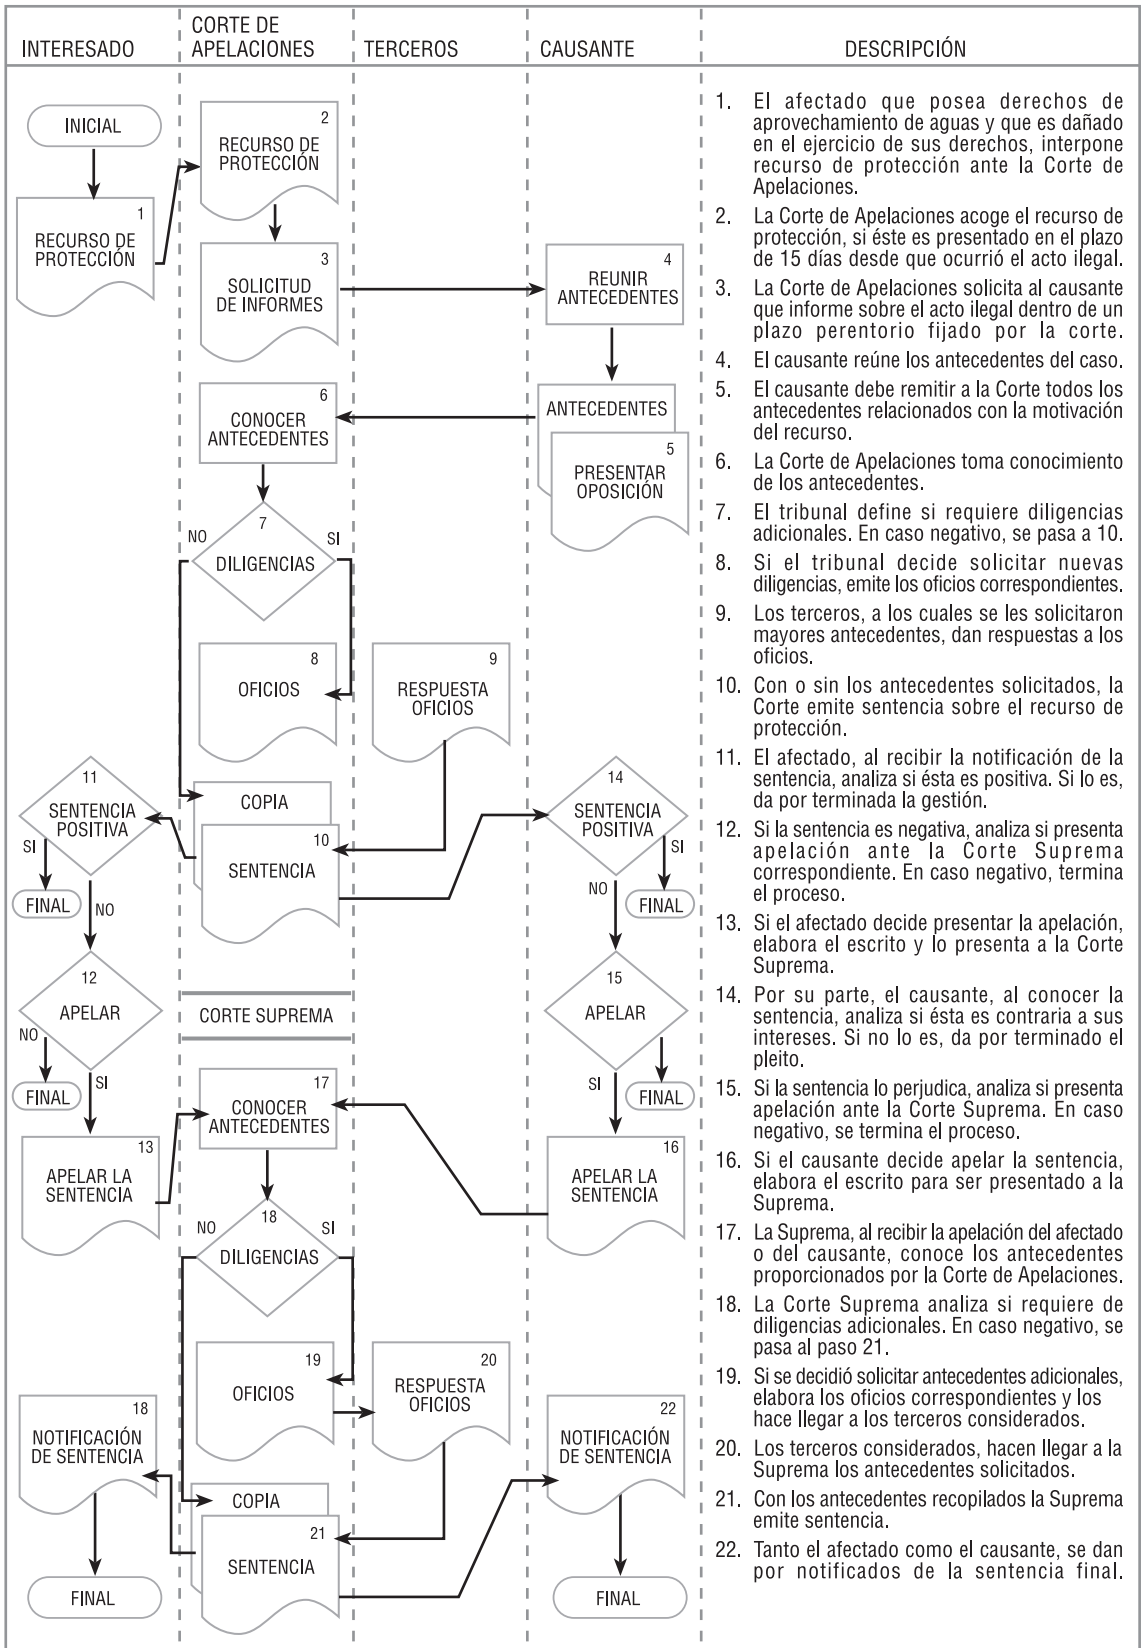 INTERESADO
CORTE DE
APELACIONES
TERCEROS
CAUSANTE
DESCRIPCIÓN
INICIAL
1
RECURSO DE
PROTECCIÓN
2
RECURSO DE
PROTECCIÓN
3
SOLICITUD
DE INFORMES
4
REUNIR
ANTECEDENTES
ANTECEDENTES
5
PRESENTAR
OPOSICIÓN
6
CONOCER
ANTECEDENTES
7
NO
SI
DILIGENCIAS
8
OFICIOS
9
RESPUESTA
OFICIOS
COPIA
10
SENTENCIA
11
SENTENCIA
POSITIVA
SI
FINAL
NO
14
SENTENCIA
POSITIVA
SI
NO
FINAL
12
APELAR
NO
FINAL
SI
15
APELAR
SI
FINAL
CORTE SUPREMA
17
CONOCER
ANTECEDENTES
13
APELAR LA
SENTENCIA
16
APELAR LA
SENTENCIA
NO
18
SI
DILIGENCIAS
19
OFICIOS
20
RESPUESTA
OFICIOS
18
NOTIFICACIÓN
DE SENTENCIA
22
NOTIFICACIÓN
DE SENTENCIA
COPIA
21
SENTENCIA
FINAL
FINAL
1. El afectado que posea derechos de
aprovechamiento de aguas y que es dañado
en el ejercicio de sus derechos, interpone
recurso de protección ante la Corte de
Apelaciones.
2. La Corte de Apelaciones acoge el recurso de
protección, si éste es presentado en el plazo
de 15 días desde que ocurrió el acto ilegal.
3. La Corte de Apelaciones solicita al causante
que informe sobre el acto ilegal dentro de un
plazo perentorio fijado por la corte.
4. El causante reúne los antecedentes del caso.
5. El causante debe remitir a la Corte todos los
antecedentes relacionados con la motivación
del recurso.
6. La Corte de Apelaciones toma conocimiento
de los antecedentes.
7. El tribunal define si requiere diligencias
adicionales. En caso negativo, se pasa a 10.
8. Si el tribunal decide solicitar nuevas
diligencias, emite los oficios correspondientes.
9. Los terceros, a los cuales se les solicitaron
mayores antecedentes, dan respuestas a los
oficios.
10. Con o sin los antecedentes solicitados, la
Corte emite sentencia sobre el recurso de
protección.
11. El afectado, al recibir la notificación de la
sentencia, analiza si ésta es positiva. Si lo es,
da por terminada la gestión.
12. Si la sentencia es negativa, analiza si presenta
apelación ante la Corte Suprema
correspondiente. En caso negativo, termina
el proceso.
13. Si el afectado decide presentar la apelación,
elabora el escrito y lo presenta a la Corte
Suprema.
14. Por su parte, el causante, al conocer la
sentencia, analiza si ésta es contraria a sus
intereses. Si no lo es, da por terminado el
pleito.
15. Si la sentencia lo perjudica, analiza si presenta
apelación ante la Corte Suprema. En caso
negativo, se termina el proceso.
16. Si el causante decide apelar la sentencia,
elabora el escrito para ser presentado a la
Suprema.
17. La Suprema, al recibir la apelación del afectado
o del causante, conoce los antecedentes
proporcionados por la Corte de Apelaciones.
18. La Corte Suprema analiza si requiere de
diligencias adicionales. En caso negativo, se
pasa al paso 21.
19. Si se decidió solicitar antecedentes adicionales,
elabora los oficios correspondientes y los
hace llegar a los terceros considerados.
20. Los terceros considerados, hacen llegar a la
Suprema los antecedentes solicitados.
21. Con los antecedentes recopilados la Suprema
emite sentencia.
22. Tanto el afectado como el causante, se dan
por notificados de la sentencia final.